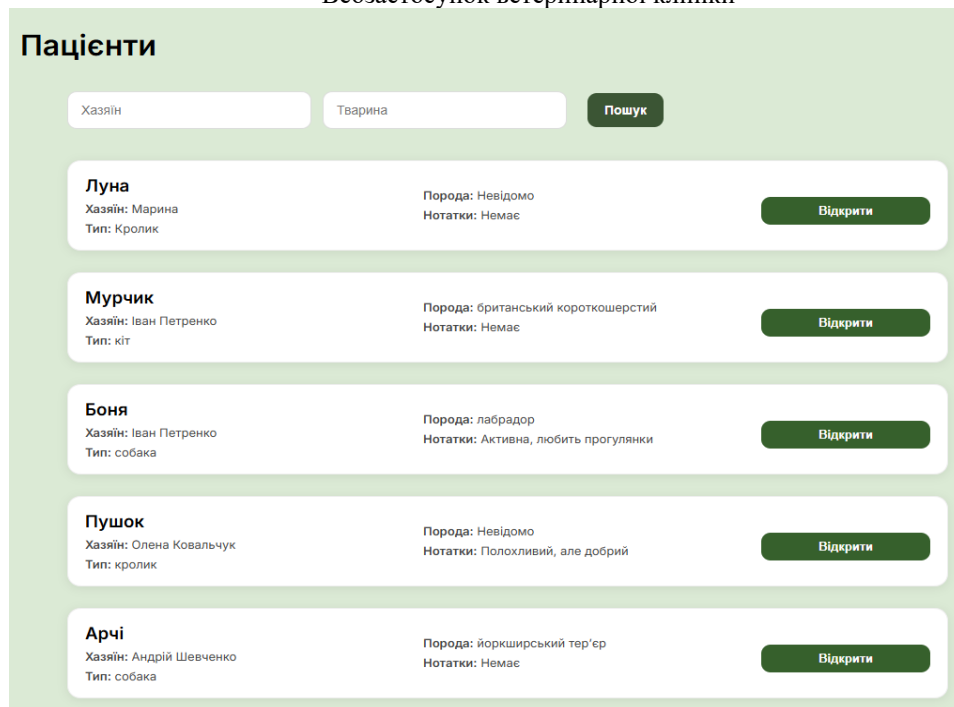 Вебзастосунок ветеринарної клініки
Пацієнти
Хазяїн
Тварина
Пошук
Луна
Хазяїн: Марина
Тип: Кролик
Порода: Невідомо
Нотатки: Немає
Відкрити
Мурчик
Хазяїн: Іван Петренко
Тип: кіт
Порода: британський короткошерстий
Нотатки: Немає
Відкрити
Боня
Хазяїн: Іван Петренко
Тип: собака
Порода: лабрадор
Нотатки: Активна, любить прогулянки
Відкрити
Пушок
Хазяїн: Олена Ковальчук
Тип: кролик
Порода: Невідомо
Нотатки: Полохливий, але добрий
Відкрити
Арчі
Хазяїн: Андрій Шевченко
Тип: собака
Порода: йоркширський тер’єр
Нотатки: Немає
Відкрити